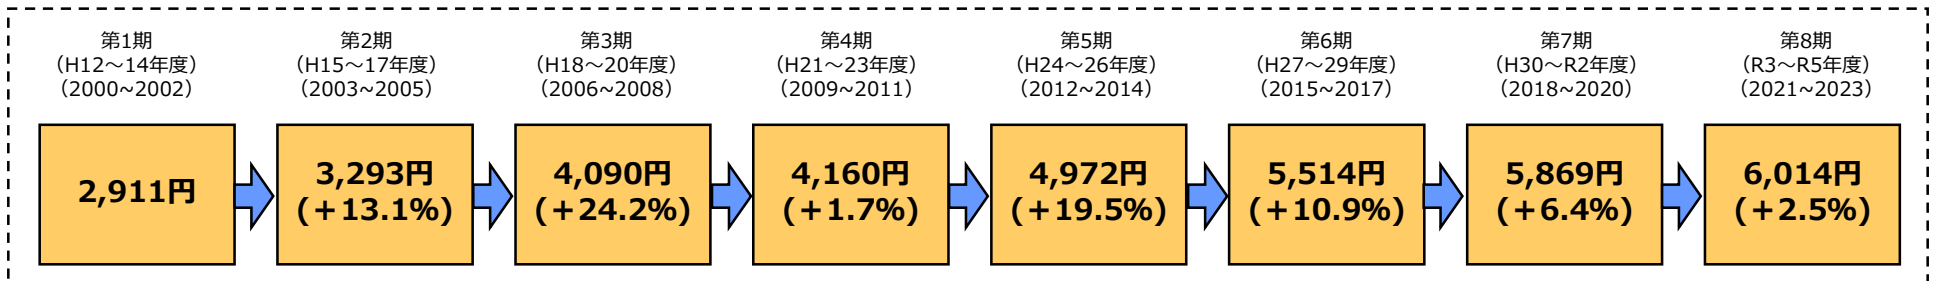 第1期
（H12～14年度）
（2000~2002）
2,911円
第2期
（H15～17年度）
（2003~2005）
3,293円
(＋13.1%)
第3期
（H18～20年度）
（2006~2008）
4,090円
(＋24.2%)
第4期
（H21～23年度）
（2009~2011）
4,160円
(＋1.7%)
第5期
（H24～26年度）
（2012~2014）
4,972円
(＋19.5%)
第6期
（H27～29年度）
（2015~2017）
5,514円
(＋10.9%)
第7期
（H30～R2年度）
（2018~2020）
5,869円
(＋6.4%)
第8期
（R3～R5年度）
（2021~2023）
6,014円
(＋2.5%)